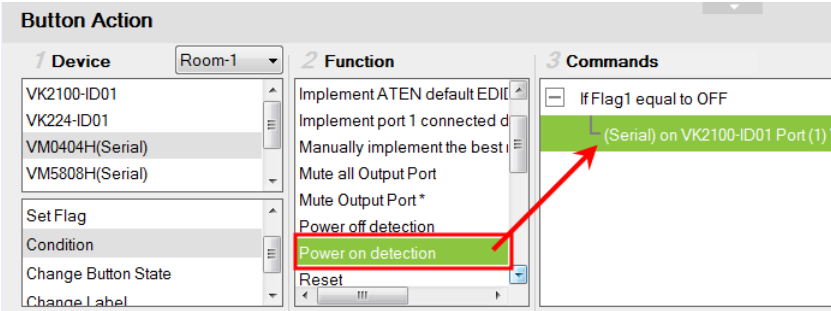 Button Action
1 Device
Room-1
VK2100-ID01
VK224-ID01
VM0404H(Serial)
VM5808H(Serial)
Set Flag
Condition
Change Button State
Change Label
2 Function
Implement ATEN default EDID
Implement port 1 connected d
Manually implement the best
Mute all Output Port
Mute Output Port *
Power off detection
Power on detection
Reset
3 Commands
If Flag1 equal to OFF
(Serial) on VK2100-ID01 Port (1)